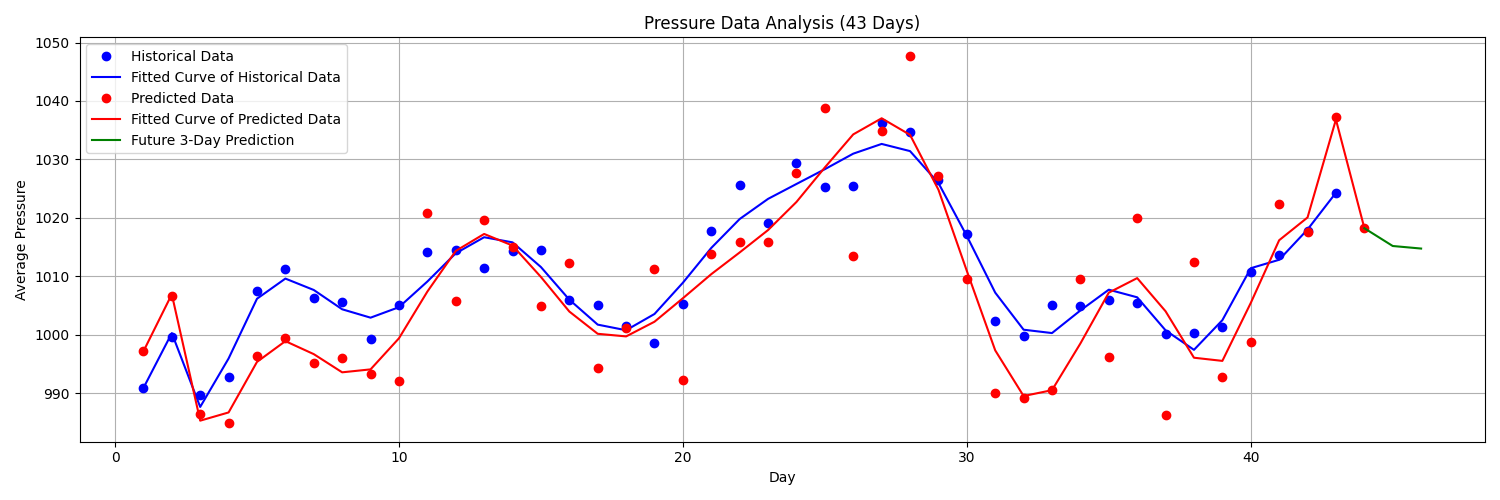 Pressure Data Analysis (43 Days)
Historical Data
Fitted Curve of Historical Data
Predicted Data
Fitted Curve of Predicted Data
Future 3-Day Prediction
Average Pressure
1050
1040
1030
1020
1010
1000
990
0 10 20 30 40
Day